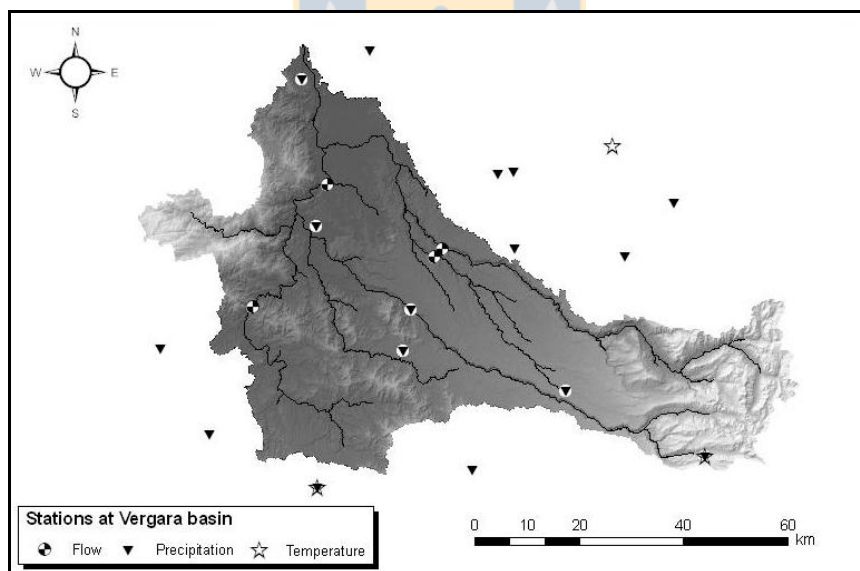 N
W E
S
Stations at Vergara basin
Flow Precipitation Temperature
0 10 20 40 60
km